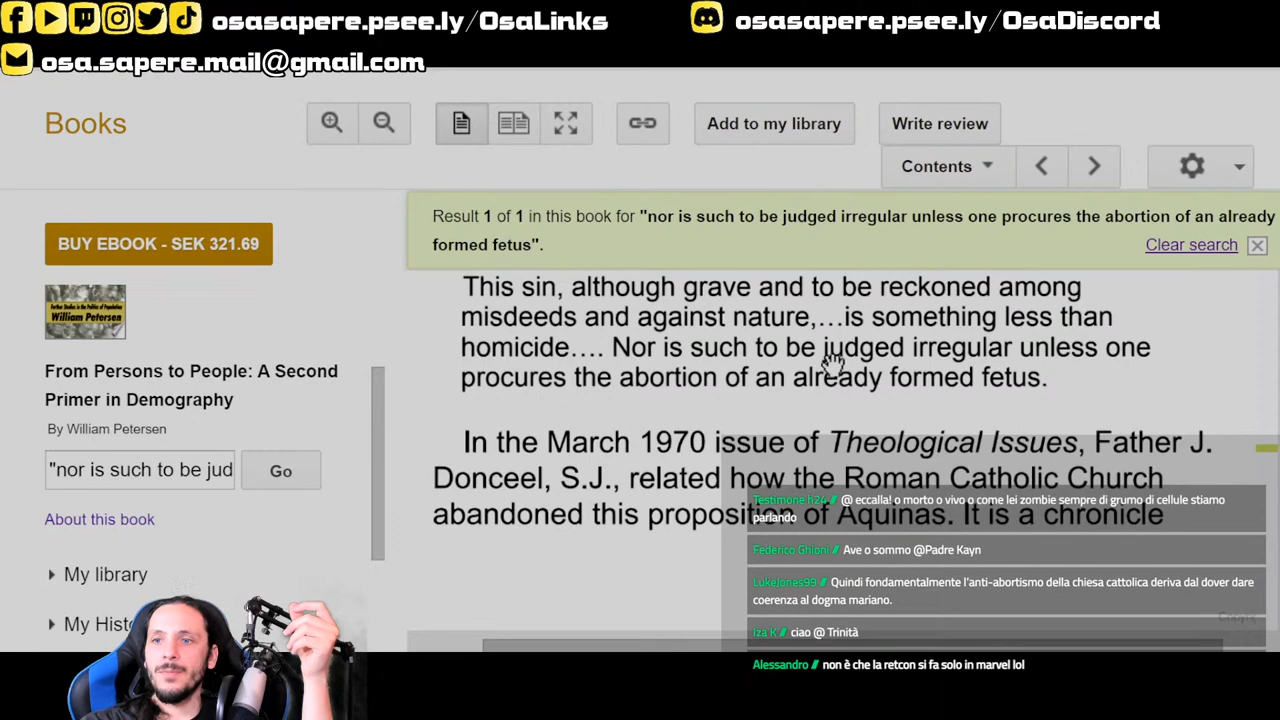 osasapere.psee.ly/OsaLinks
osasapere.psee.ly/OsaDiscord
osa.sapere.mail@gmail.com
Books
Add to my library
Write review
Contents
Result 1 of 1 in this book for "nor is such to be judged irregular unless one procures the abortion of an already
formed fetus".
Clear search
BUY EBOOK - SEK 321.69
William Petersen
From Persons to People: A Second
Primer in Demography
By William Petersen
"nor is such to be jud
Go
About this book
My library
My Histo
This sin, although grave and to be reckoned among
misdeeds and against nature,…is something less than
homicide…. Nor is such to be judged irregular unless one
procures the abortion of an already formed fetus.
In the March 1970 issue of Theological Issues, Father J.
Donceel, S.J., related how the Roman Catholic Church
abandoned this proposition of Aquinas. It is a chronicle
Testimone h24 // @ eccalla! o morto o vivo o come lei zombie sempre di grumo di cellule stiamo
parlando
Federico Ghioni // Ave o sommo @Padre Kayn
LukeJones99 // Quindi fondamentalmente l'anti-abortismo della chiesa cattolica deriva dal dover dare
coerenza al dogma mariano.
Iza K // ciao @ Trinità
Alessandro // non è che la retcon si fa solo in marvel lol